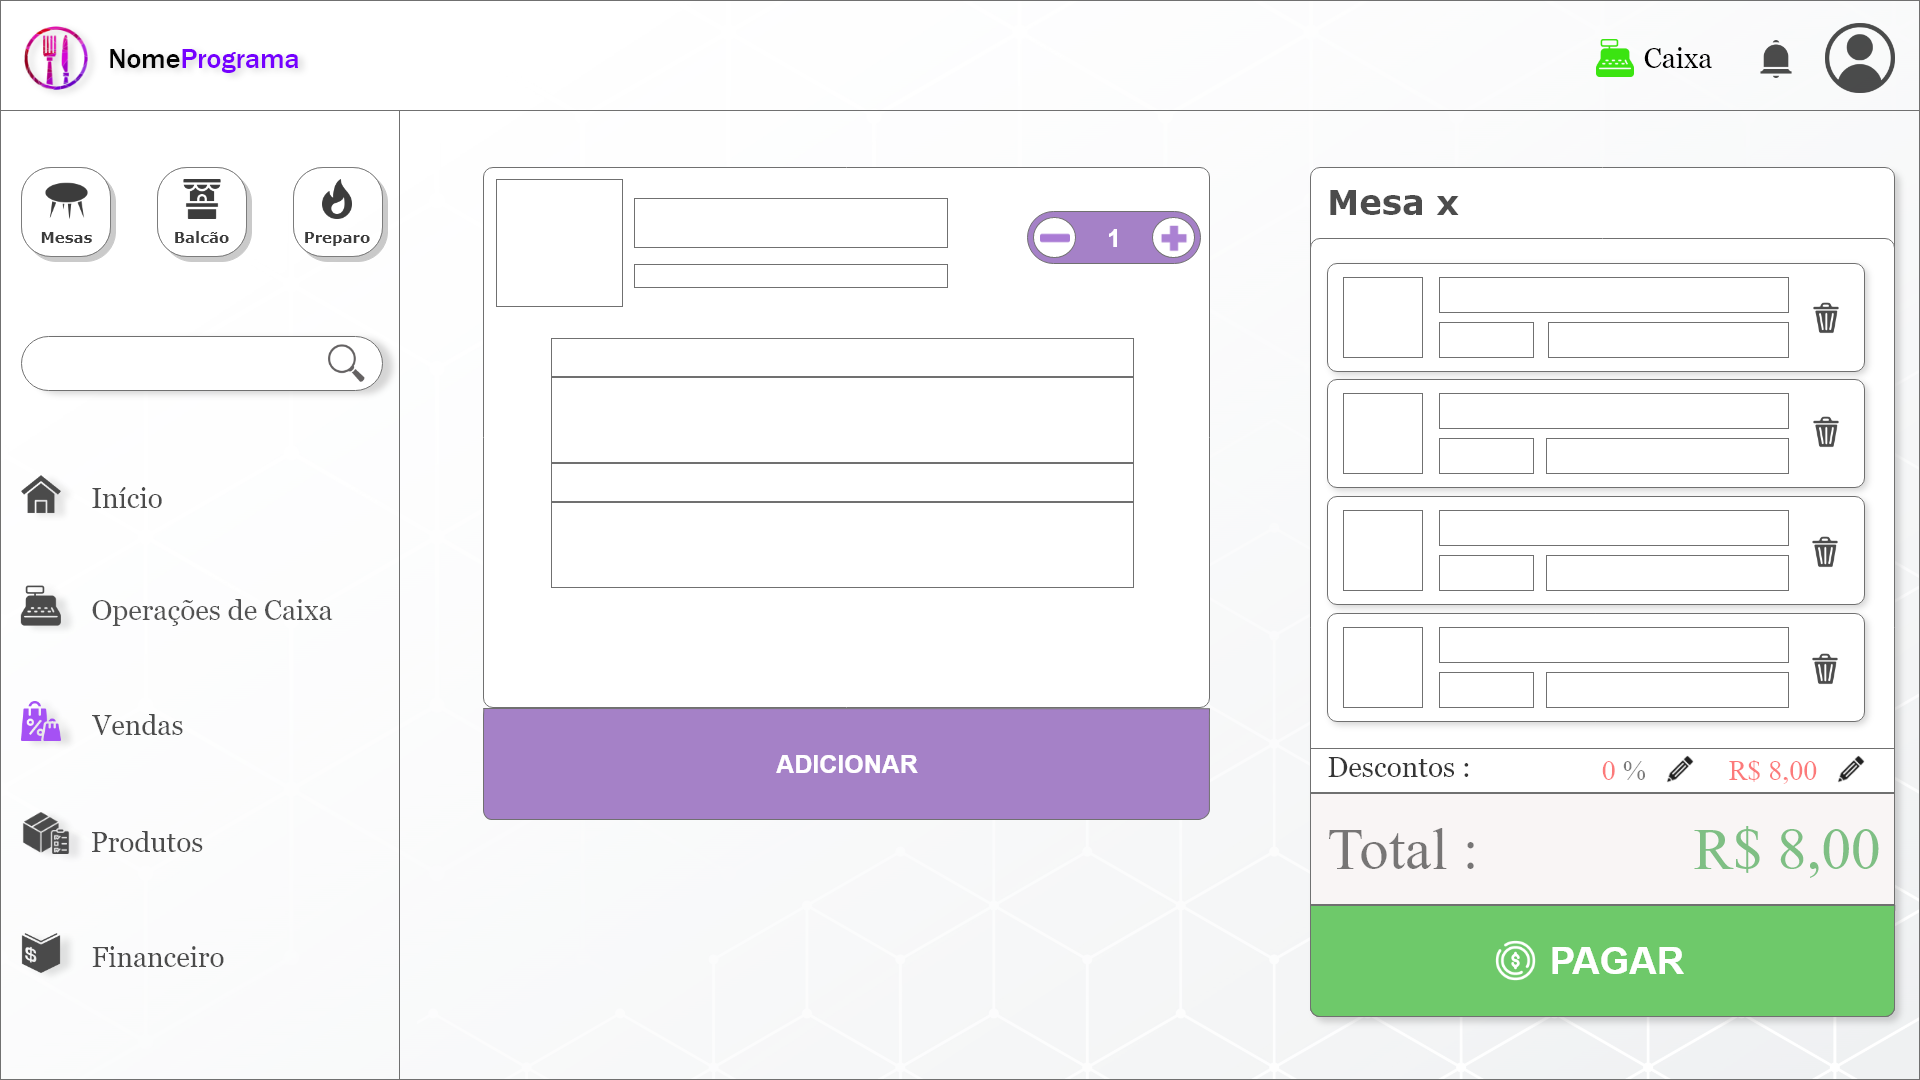 NomePrograma
Caixa
Mesas
Balcão
Preparo
Início
Operações de Caixa
Vendas
Produtos
Financeiro
1
ADICIONAR
Mesa x
Descontos : 0 % R$ 8,00
Total : R$ 8,00
$ PAGAR